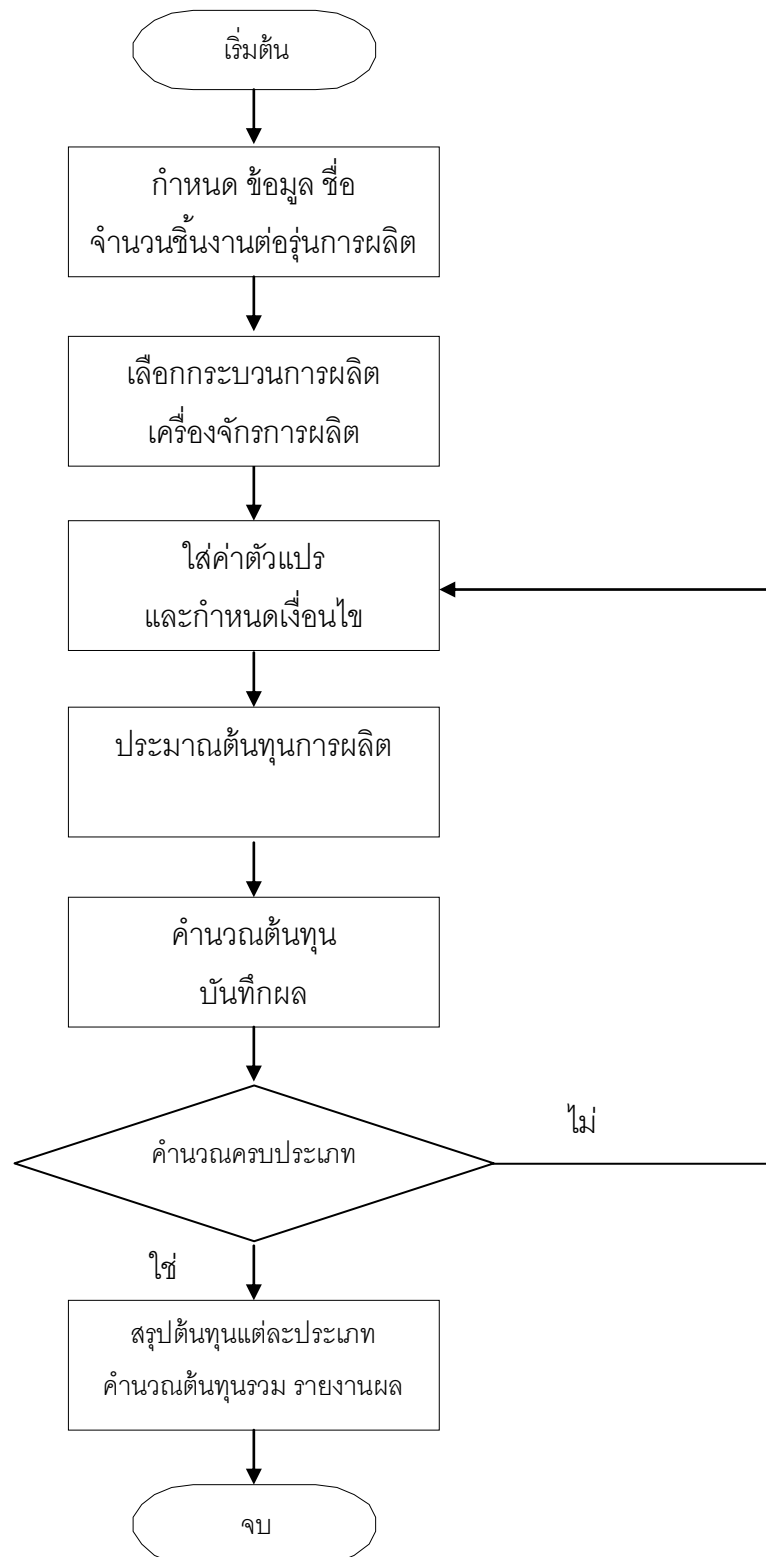 เริ่มต้น
กำหนด ข้อมูล ชื่อ
จำนวนชิ้นงานต่อรุ่นการผลิต
เลือกกระบวนการผลิต
เครื่องจักรการผลิต
ใส่ค่าตัวแปร
และกำหนดเงื่อนไข
ประมาณต้นทุนการผลิต
คำนวณต้นทุน
บันทึกผล
คำนวณครบประเภท
ไม่
ใช่
สรุปต้นทุนแต่ละประเภท
คำนวณต้นทุนรวม รายงานผล
จบ